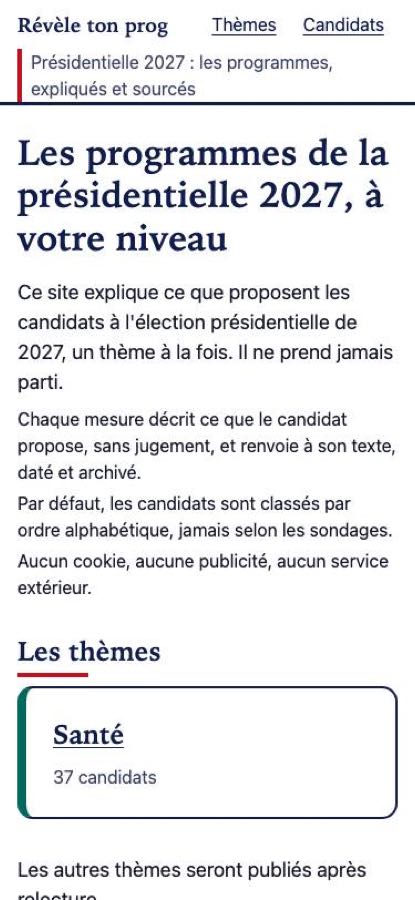 Révèle ton prog Thèmes Candidats
Présidentielle 2027 : les programmes,
expliqués et sourcés
Les programmes de la
présidentielle 2027, à
votre niveau
Ce site explique ce que proposent les
candidats à l'élection présidentielle de
2027, un thème à la fois. Il ne prend jamais
parti.
Chaque mesure décrit ce que le candidat
propose, sans jugement, et renvoie à son texte,
daté et archivé.
Par défaut, les candidats sont classés par
ordre alphabétique, jamais selon les sondages.
Aucun cookie, aucune publicité, aucun service
extérieur.
Les thèmes
Santé
37 candidats
Les autres thèmes seront publiés après
relecture.